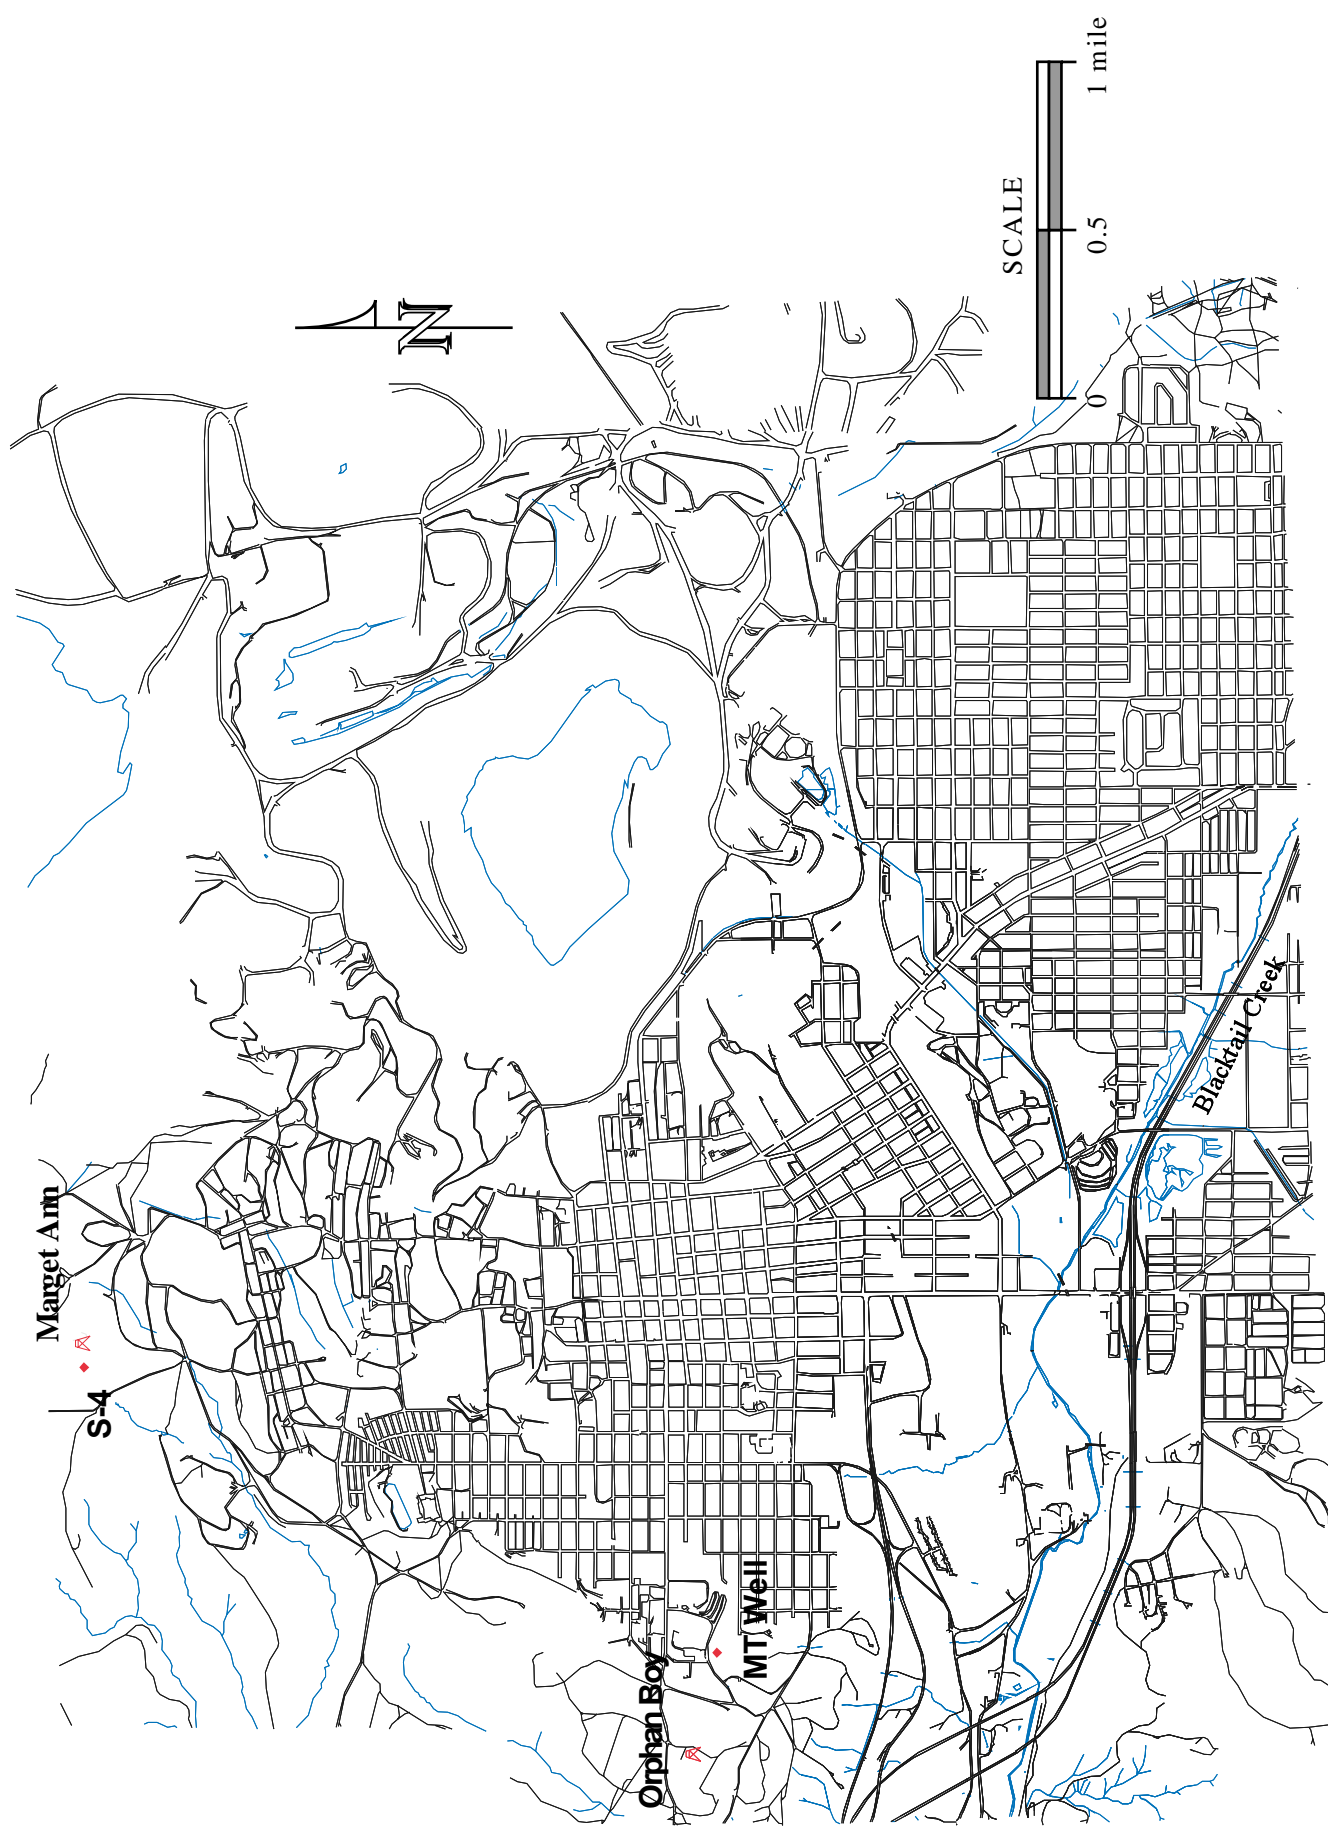 Marget Ann
S-4
N
SCALE
0
0.5
1 mile
Orphan Boy
MT Well
Blacktail Creek